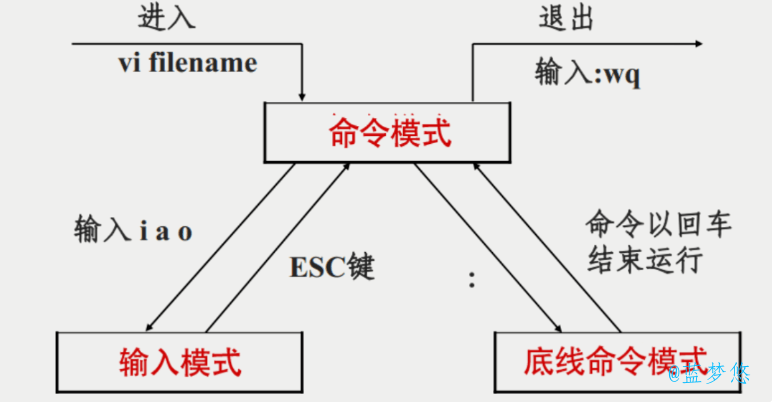 进入
退出
vi filename
输入:wq
命令模式
输入 i a o
ESC键
:
命令以回车
结束运行
输入模式
底线命令模式
@蓝梦悠